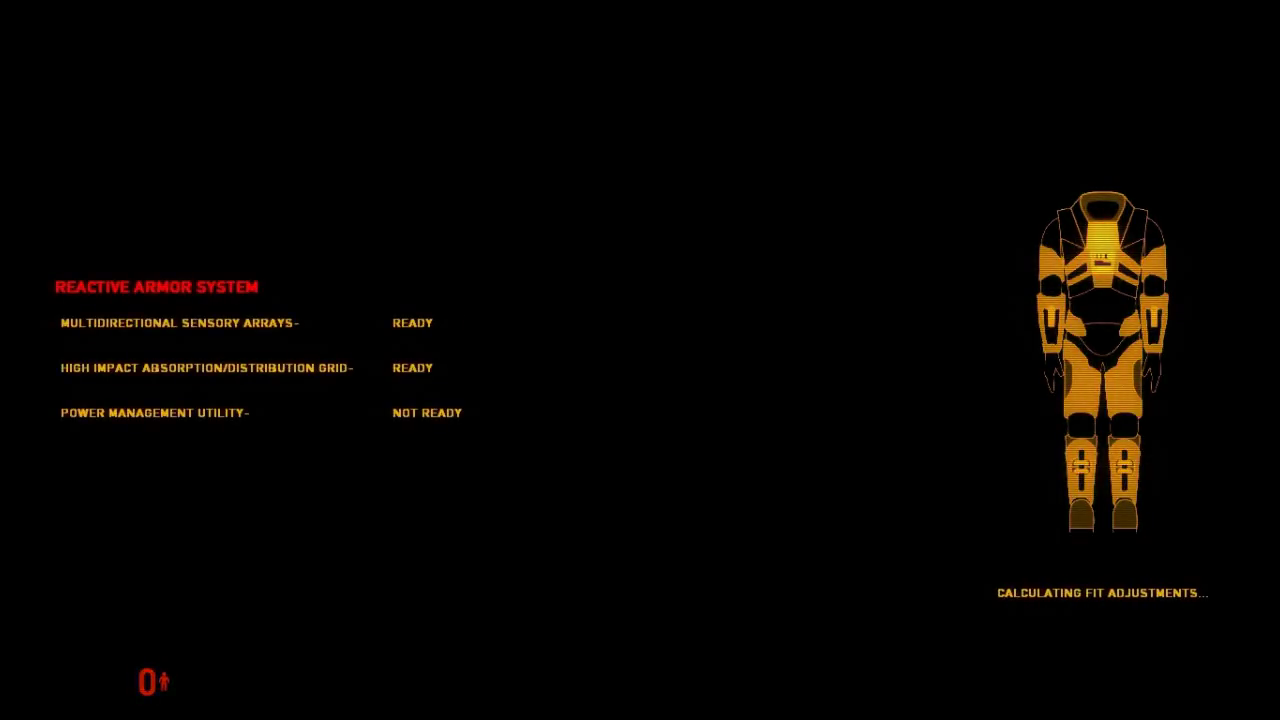 REACTIVE ARMOR SYSTEM
MULTIDIRECTIONAL SENSORY ARRAYS- READY
HIGH IMPACT ABSORPTION/DISTRIBUTION GRID- READY
POWER MANAGEMENT UTILITY- NOT READY
CALCULATING FIT ADJUSTMENTS...
0